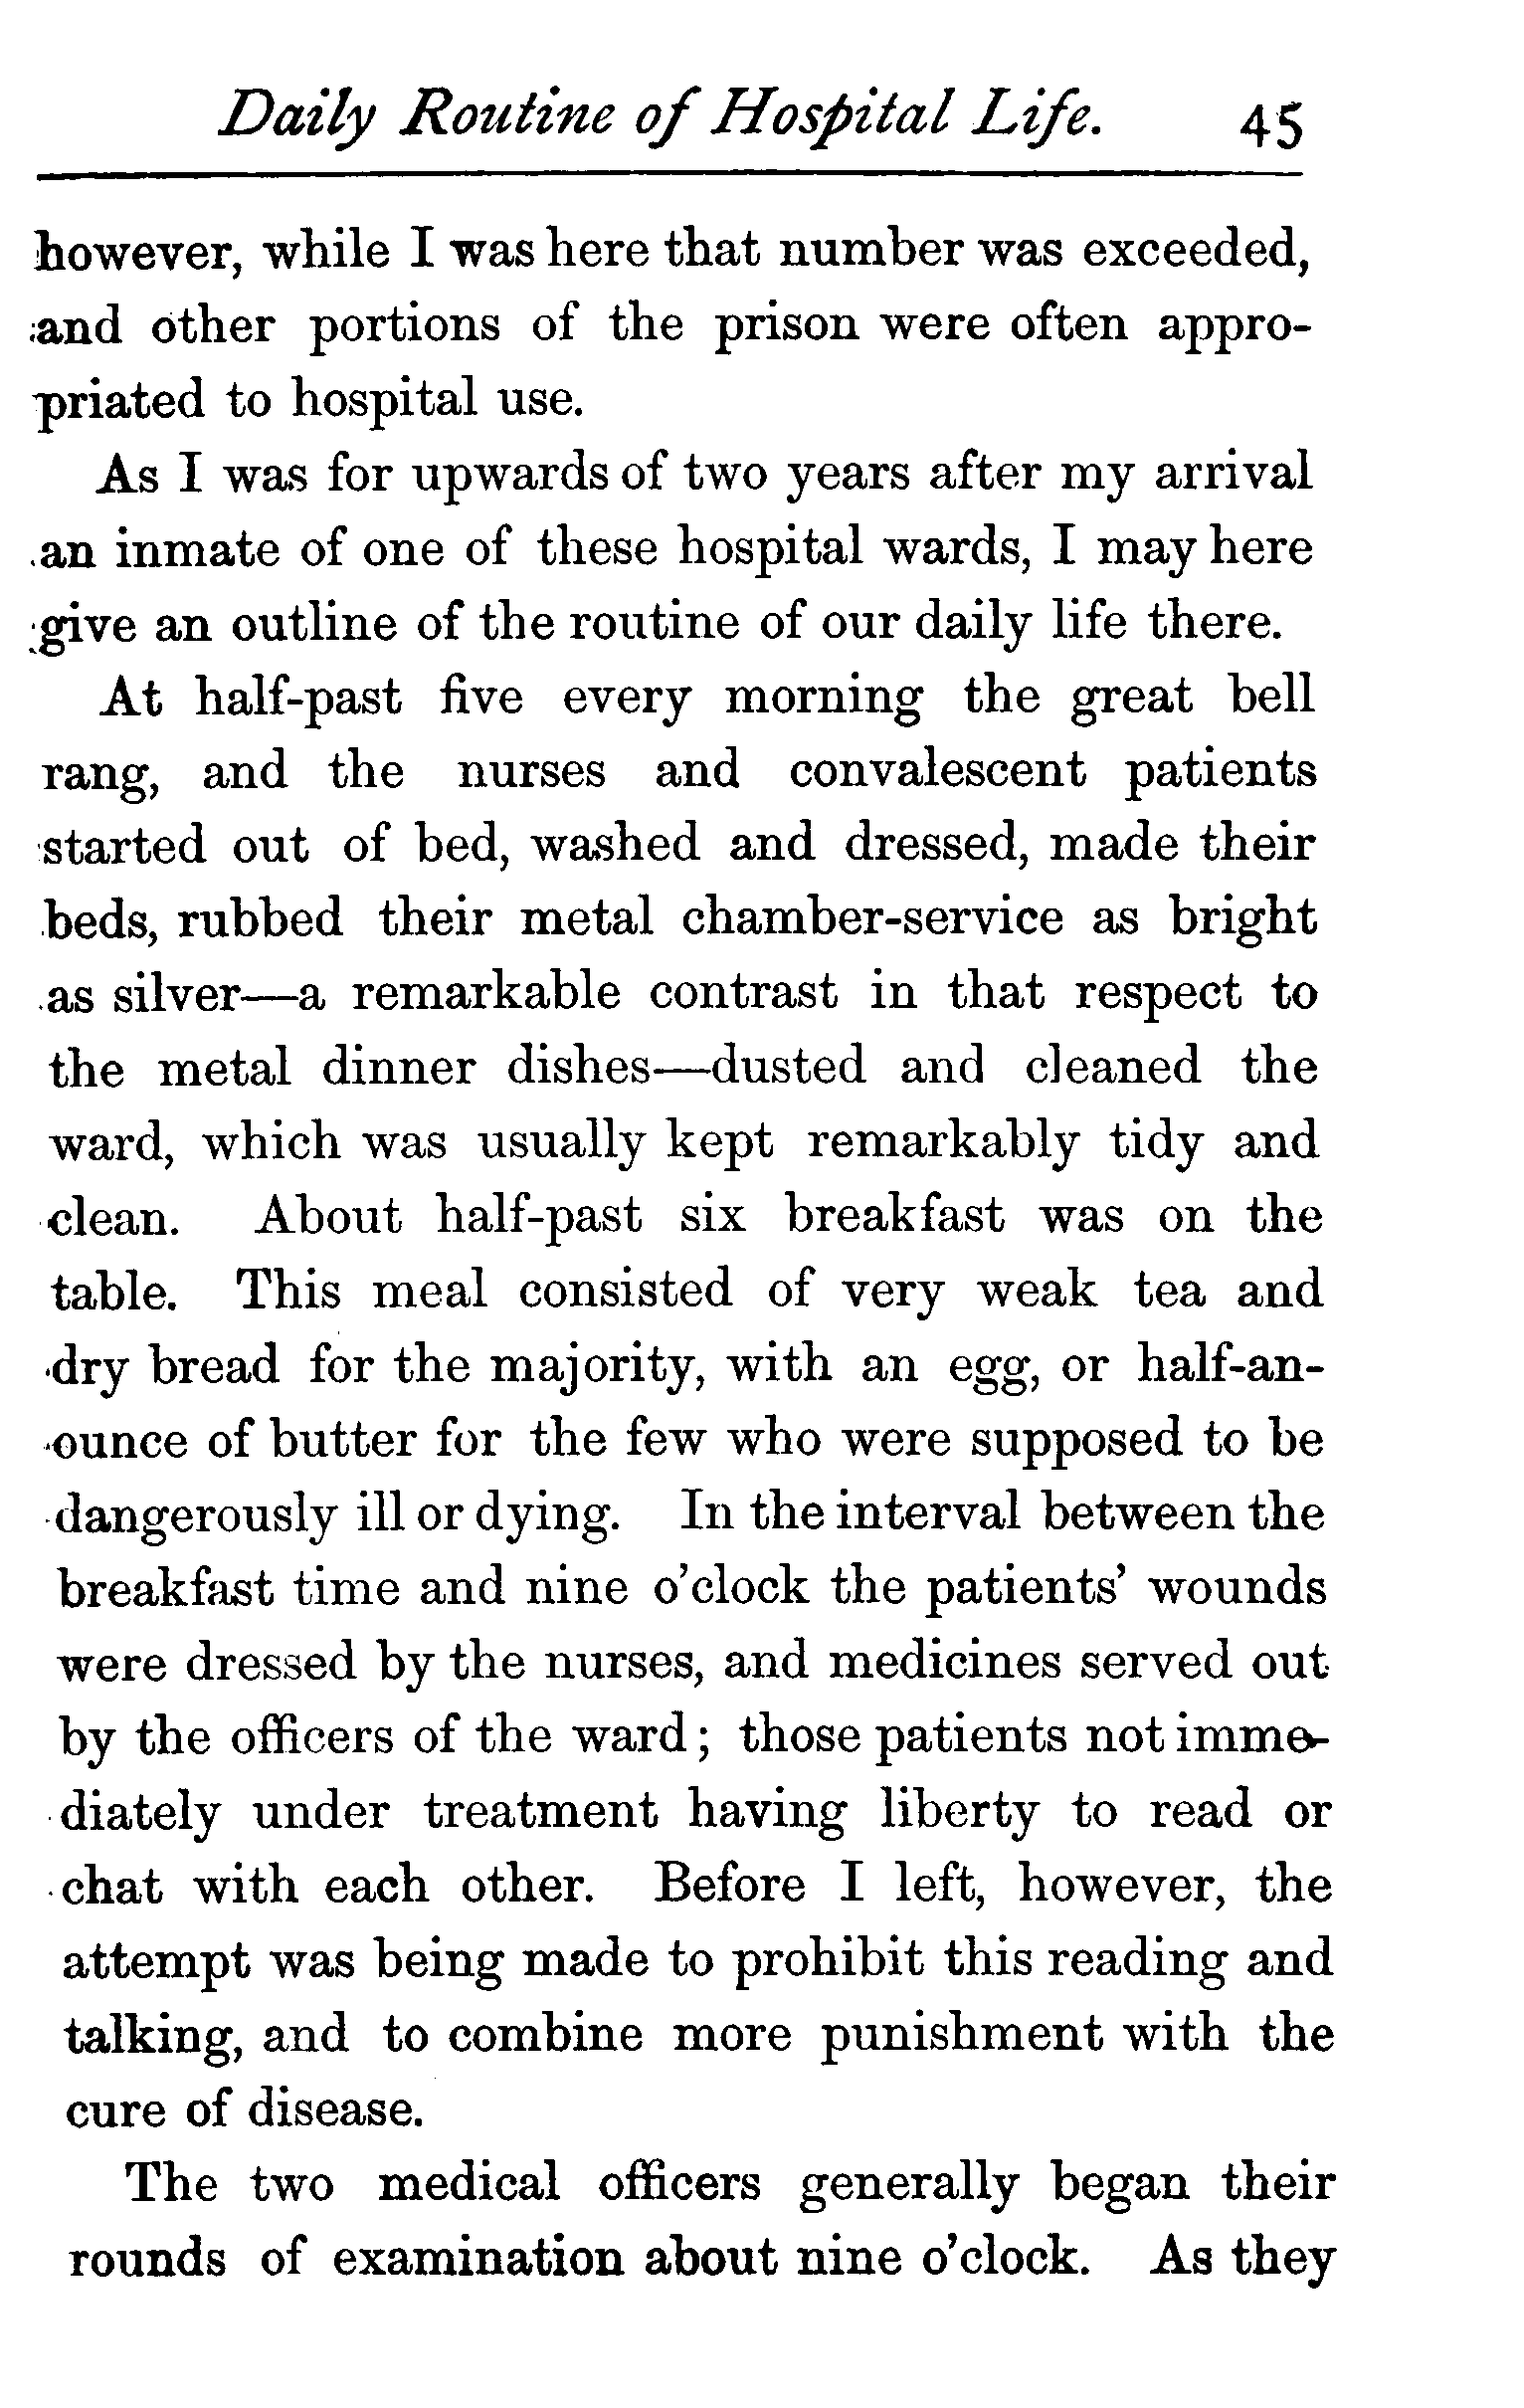 Daily Routine of Hospital Life. 45
however, while I was here that number was exceeded,
and other portions of the prison were often appro-
priated to hospital use.
As I was for upwards of two years after my arrival
an inmate of one of these hospital wards, I may here
give an outline of the routine of our daily life there.
At half-past five every morning the great bell
rang, and the nurses and convalescent patients
started out of bed, washed and dressed, made their
beds, rubbed their metal chamber-service as bright
as silver—a remarkable contrast in that respect to
the metal dinner dishes—dusted and cleaned the
ward, which was usually kept remarkably tidy and
clean. About half-past six breakfast was on the
table. This meal consisted of very weak tea and
dry bread for the majority, with an egg, or half-an-
ounce of butter for the few who were supposed to be
dangerously ill or dying. In the interval between the
breakfast time and nine o'clock the patients' wounds
were dressed by the nurses, and medicines served out
by the officers of the ward; those patients not imme-
diately under treatment having liberty to read or
chat with each other. Before I left, however, the
attempt was being made to prohibit this reading and
talking, and to combine more punishment with the
cure of disease.
The two medical officers generally began their
rounds of examination about nine o'clock. As they